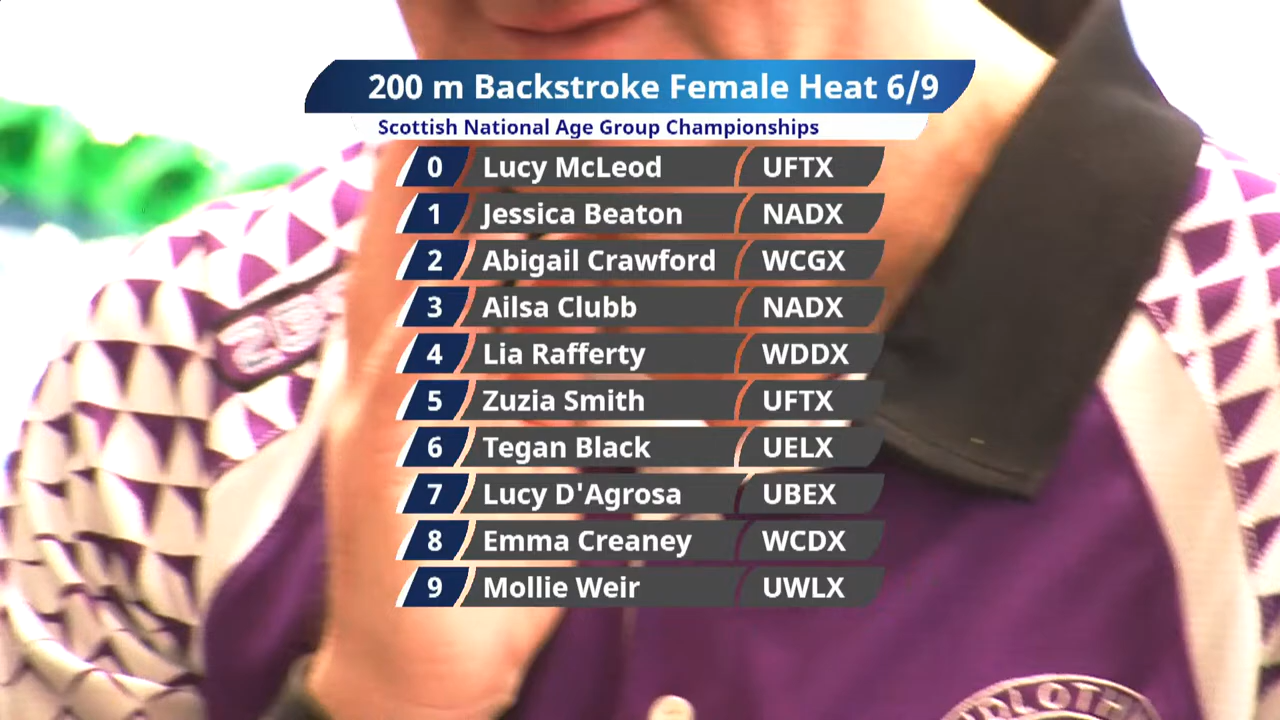 200 m Backstroke Female Heat 6/9
Scottish National Age Group Championships
0 Lucy McLeod UFTX
1 Jessica Beaton NADX
2 Abigail Crawford WCGX
3 Ailsa Clubb NADX
4 Lia Rafferty WDDX
5 Zuzia Smith UFTX
6 Tegan Black UELX
7 Lucy D'Agrosa UBEX
8 Emma Creaney WCDX
9 Mollie Weir UWLX